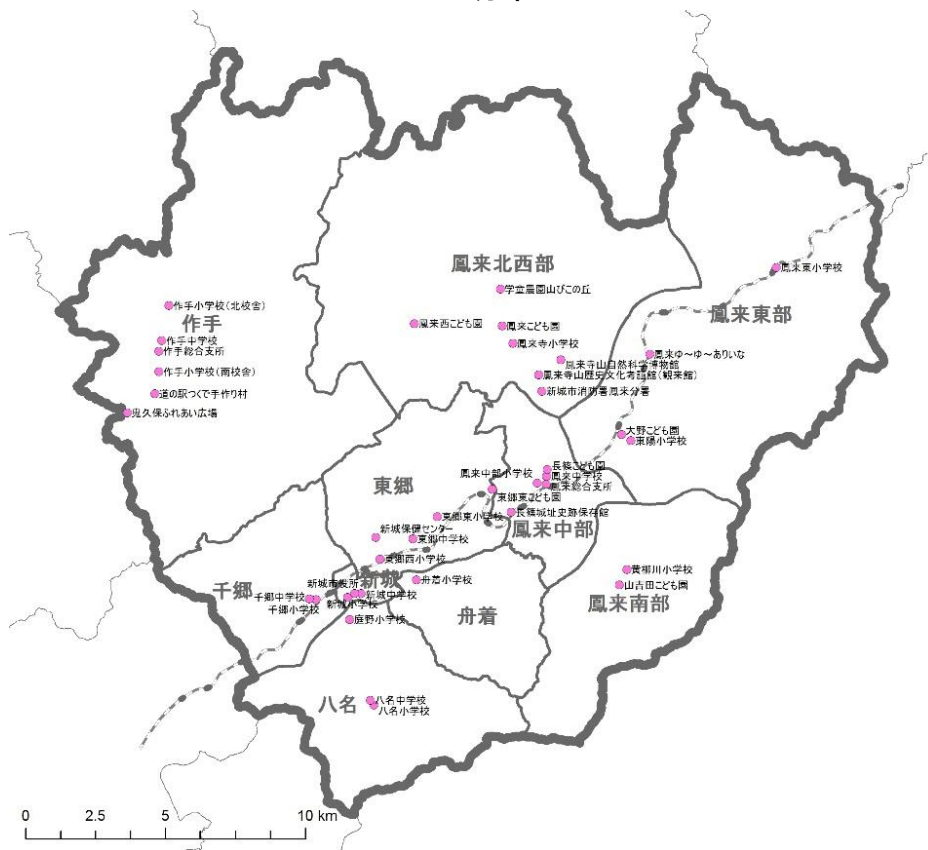 鳳来北西部
学童農園山びこの丘
鳳来東小学校
作手小学校(北校舎)
作手
鳳来西こども園
鳳来こども園
鳳来東部
作手中学校
作手総合支所
鳳来寺小学校
鳳来ゆ～ゆ～ありいな
鳳来寺山自然科学博物館
作手小学校(南校舎)
鳳来寺山歴史文化考証館(観来館)
新城市消防署鳳来分署
道の駅つくで手作り村
鬼久保ふれあい広場
大野こども園
東陽小学校
東郷
鳳来中部小学校
長篠こども園
鳳来中学校
鳳来総合支所
東郷東こども園
東郷東小学校
長篠城址史跡保存館
新城保健センター
東郷中学校
鳳来中部
東郷西小学校
黄柳川小学校
千郷
新城市役所
新城
舟着小学校
山吉田こども園
千郷中学校
新城中学校
千郷小学校
新城小学校
鳳来南部
庭野小学校
舟着
八名
八名中学校
八名小学校
0 2.5 5 10 km